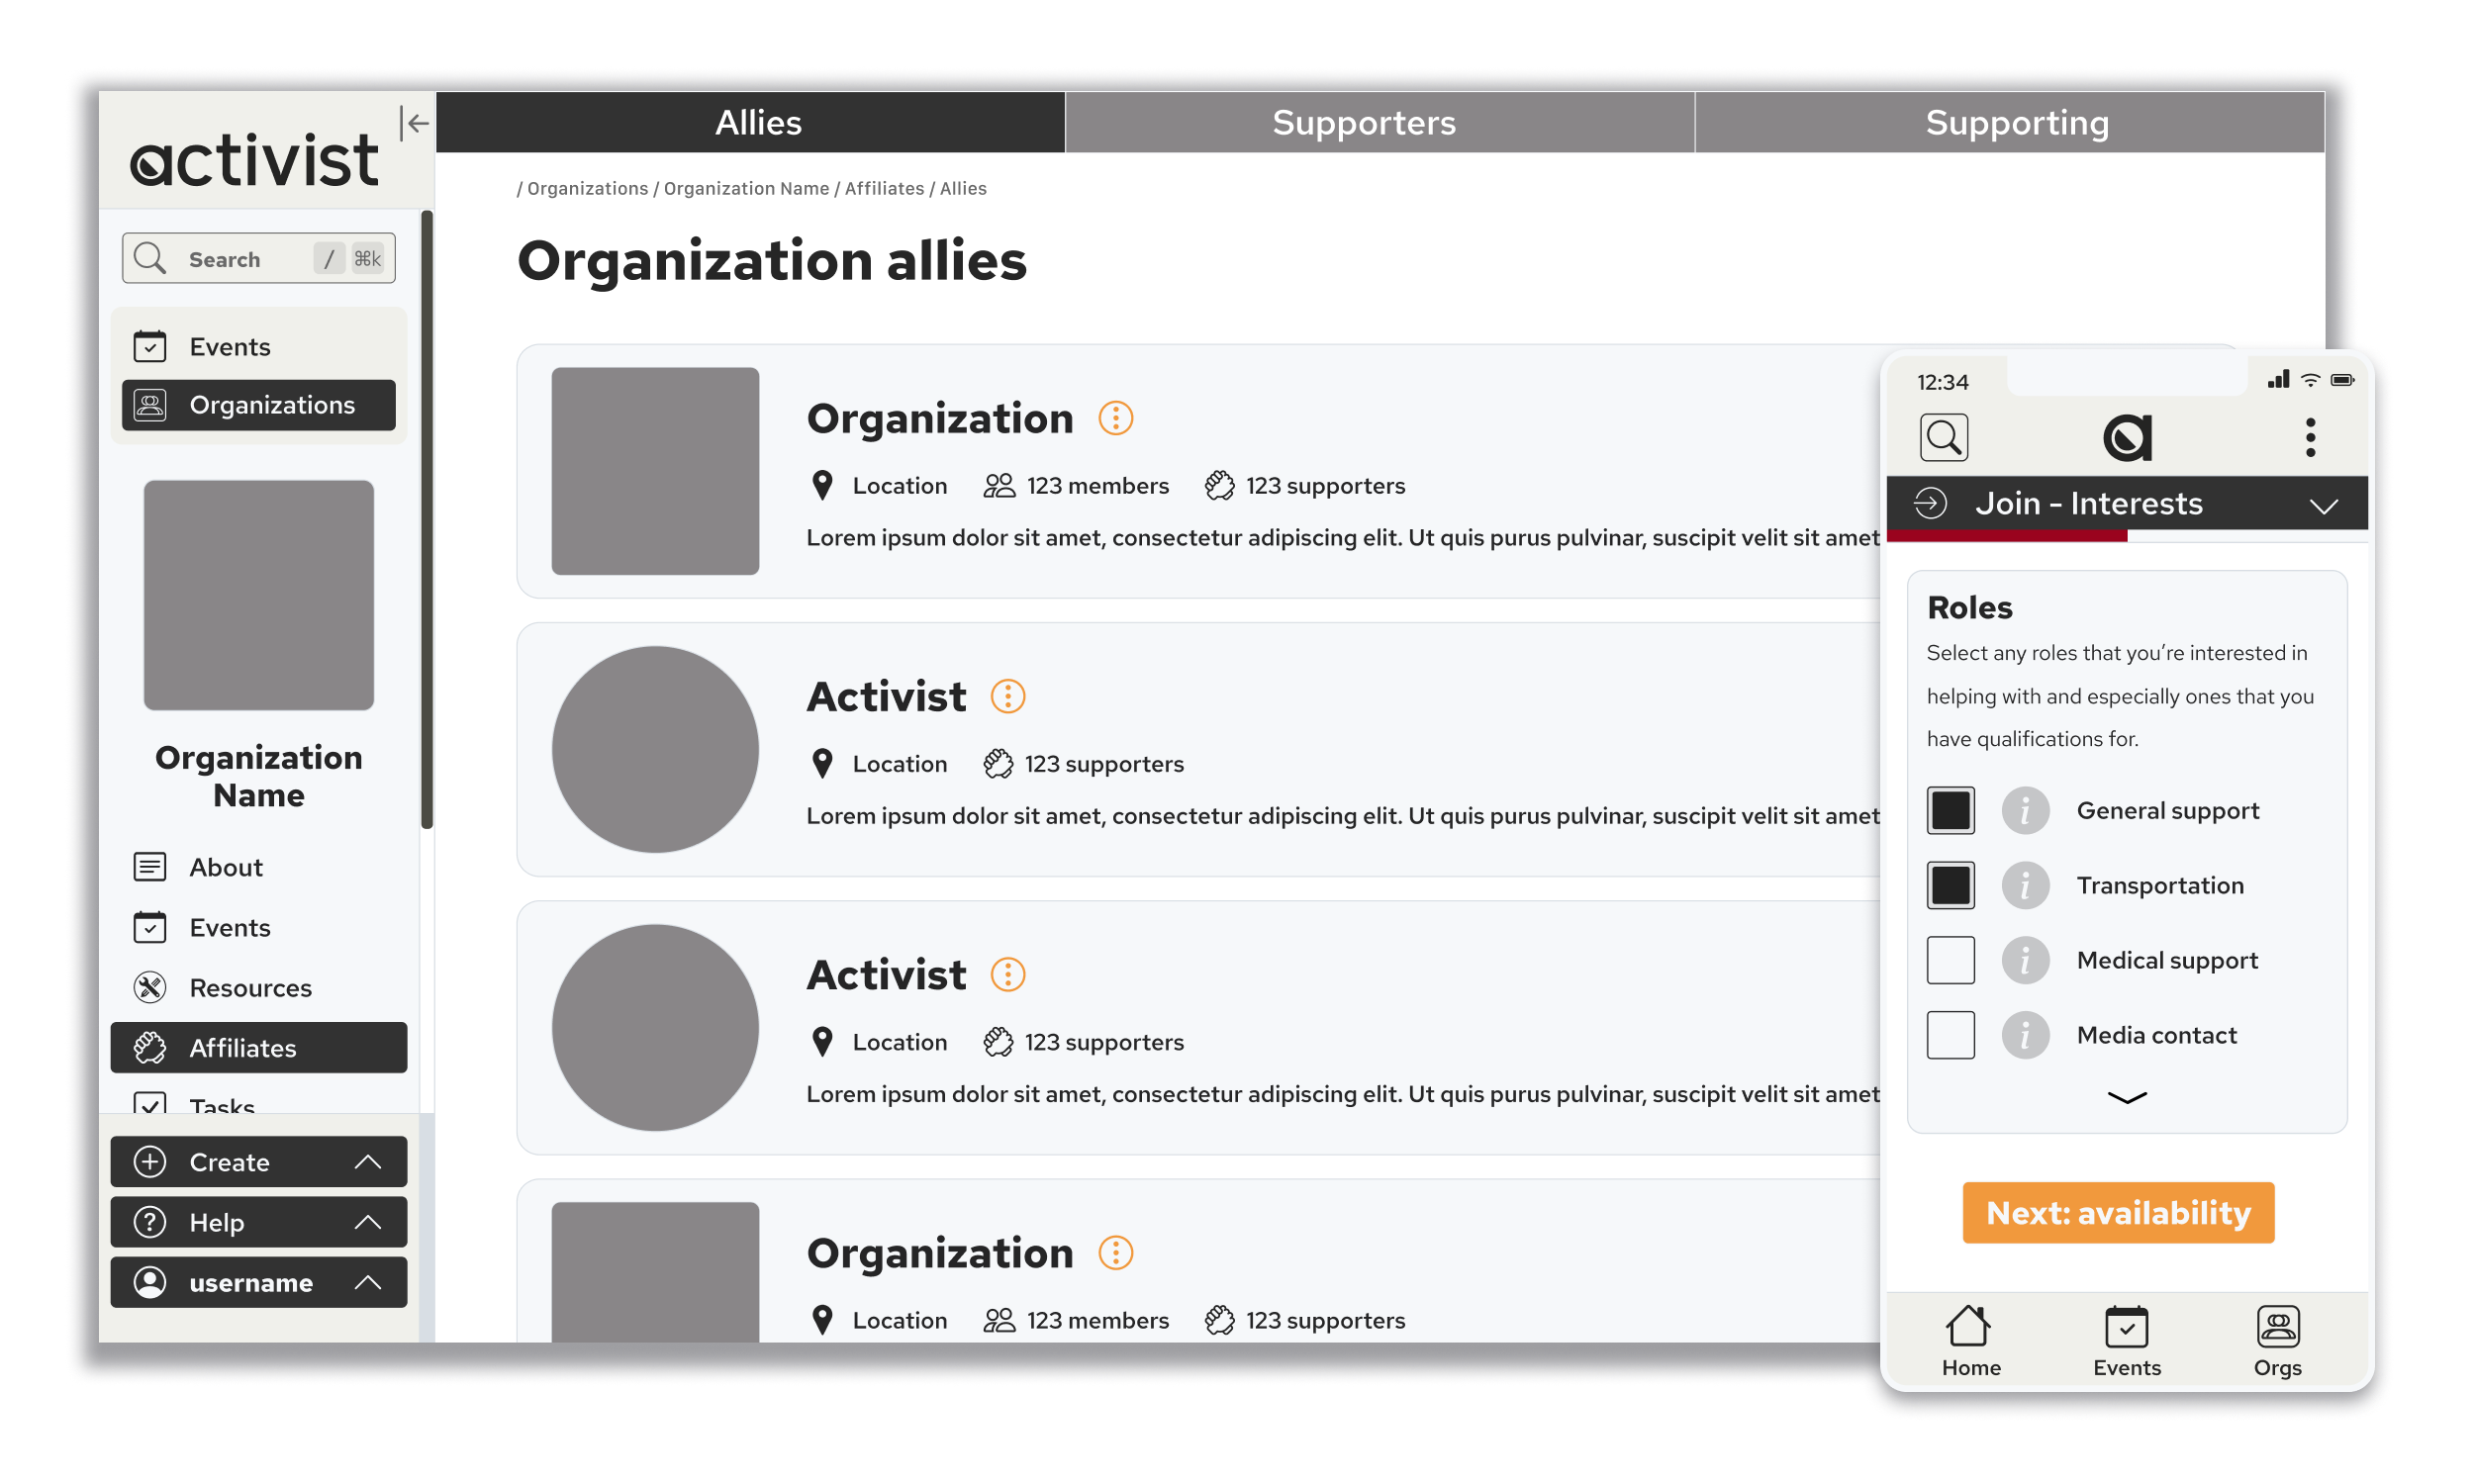 activist
Search / ⌘k
Events
Organizations
Organization
Name
About
Events
Resources
Affiliates
Tasks
Create
Help
username
Allies Supporters Supporting
/ Organizations / Organization Name / Affiliates / Allies
Organization allies
Organization
Location 123 members 123 supporters
Lorem ipsum dolor sit amet, consectetur adipiscing elit. Ut quis purus pulvinar, suscipit velit sit amet
Activist
Location 123 supporters
Lorem ipsum dolor sit amet, consectetur adipiscing elit. Ut quis purus pulvinar, suscipit velit sit amet
Activist
Location 123 supporters
Lorem ipsum dolor sit amet, consectetur adipiscing elit. Ut quis purus pulvinar, suscipit velit sit amet
Organization
Location 123 members 123 supporters
12:34
a
Join - Interests
Roles
Select any roles that you’re interested in
helping with and especially ones that you
have qualifications for.
i General support
i Transportation
i Medical support
i Media contact
Next: availability
Home Events Orgs